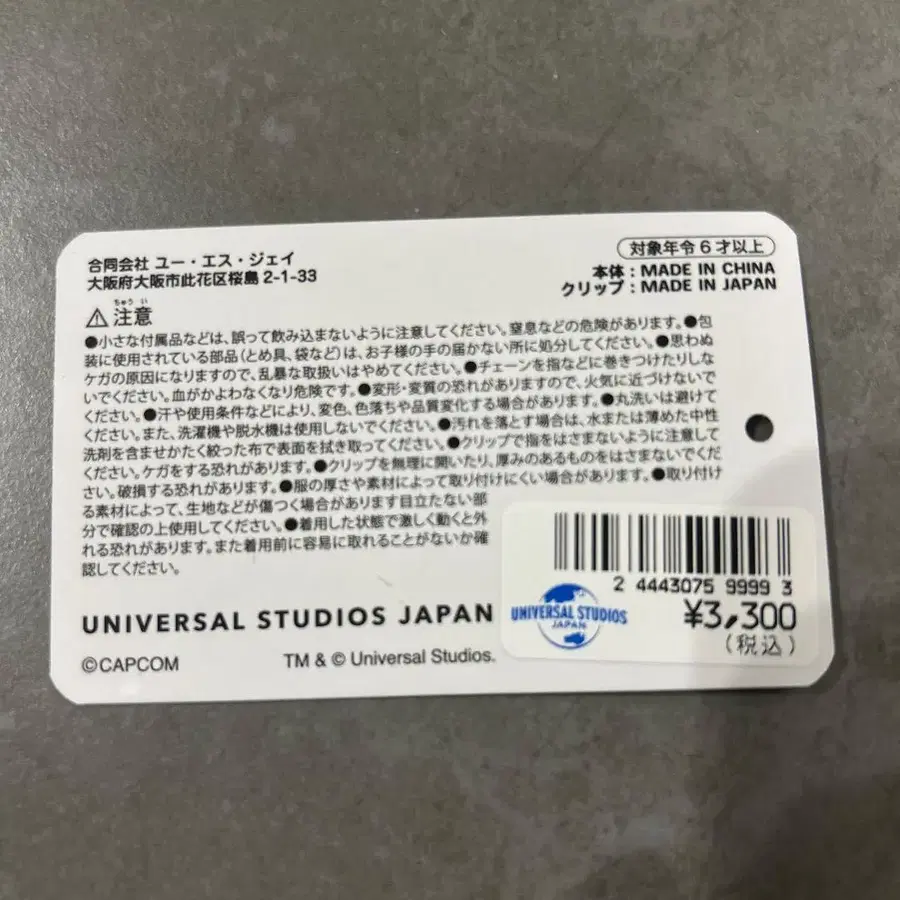 合同会社 ユー・エス・ジェイ
大阪府大阪市此花区桜島 2-1-33
対象年令6才以上
本体：MADE IN CHINA
クリップ：MADE IN JAPAN
ちゅう い
注意
●小さな付属品などは、誤って飲み込まないように注意してください。窒息などの危険があります。●包
装に使用されている部品（とめ具、袋など）は、お子様の手の届かない所に処分してください。●思わぬ
ケガの原因になりますので、乱暴な取扱いはやめてください。●チェーンを指などに巻きつけたりしな
いでください。血がかよわなくなり危険です。●変形・変質の恐れがありますので、火気に近づけないで
ください。●汗や使用条件などにより、変色、色落ちや品質変化する場合があります。●丸洗いは避けて
ください。また、洗濯機や脱水機は使用しないでください。●汚れを落とす場合は、水または薄めた中性
洗剤を含ませかたく絞った布で表面を拭き取ってください。●クリップで指をはさまないように注意して
ください。ケガをする恐れがあります。●クリップを無理に開いたり、厚みのあるものをはさまないでくだ
さい。破損する恐れがあります。●服の厚さや素材によって取り付けにくい場合があります。●取り付け
る素材によって、生地などが傷つく場合があります目立たない部
分で確認の上使用してください。●着用した状態で激しく動くと外
れる恐れがあります。また着用前に容易に取れることがないか確
認してください。
2 4443075 9999 3
UNIVERSAL STUDIOS JAPAN
UNIVERSAL STUDIOS
JAPAN
¥3,300
(税込)
©CAPCOM
TM & © Universal Studios.